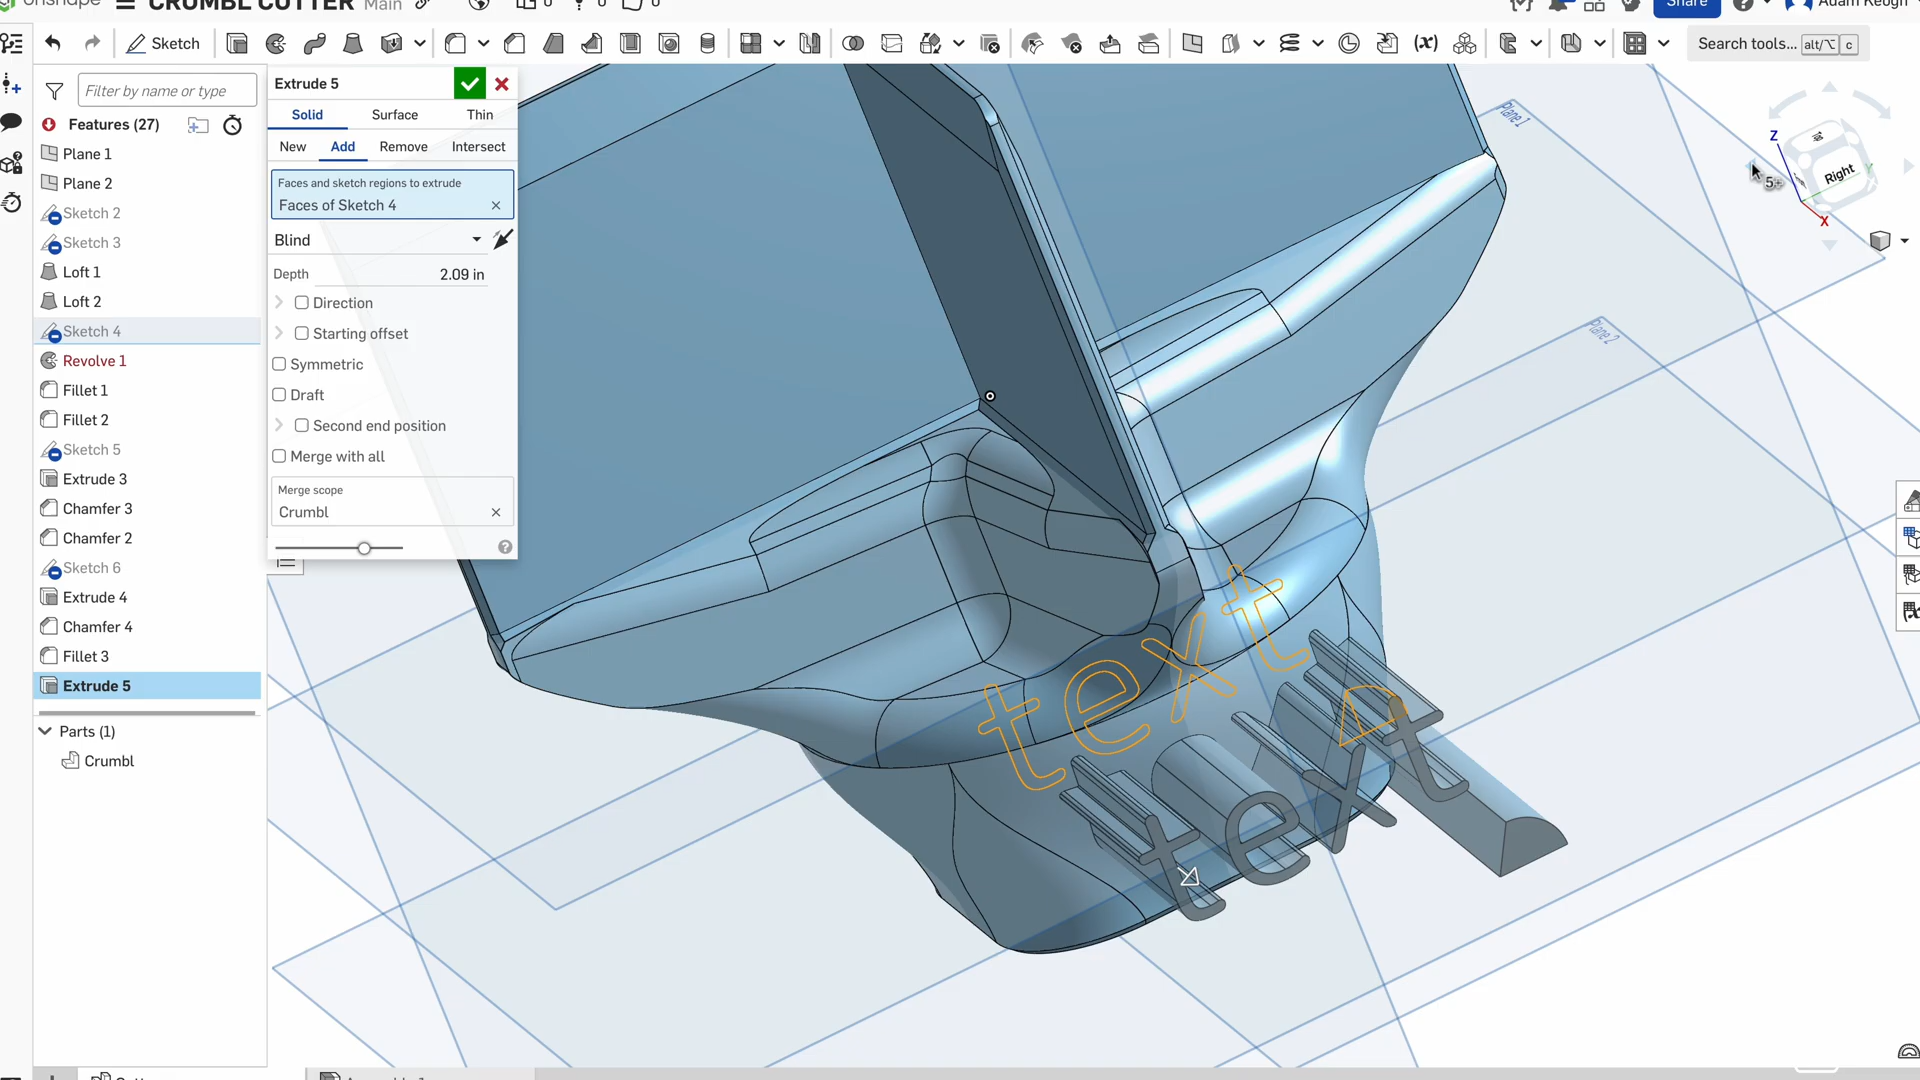 onshape
CRUMBL CUTTER Main
Share
Adam Keogh
Sketch
Search tools... alt/⌥ c
Filter by name or type
Features (27)
Plane 1
Plane 2
Sketch 2
Sketch 3
Loft 1
Loft 2
Sketch 4
Revolve 1
Fillet 1
Fillet 2
Sketch 5
Extrude 3
Chamfer 3
Chamfer 2
Sketch 6
Extrude 4
Chamfer 4
Fillet 3
Extrude 5
Parts (1)
Crumbl
Extrude 5
Solid Surface Thin
New Add Remove Intersect
Faces and sketch regions to extrude
Faces of Sketch 4
Blind
Depth 2.09 in
Direction
Starting offset
Symmetric
Draft
Second end position
Merge with all
Merge scope
Crumbl
Plane 1
Plane 2
text
text
Z
Right
Y
X
5+